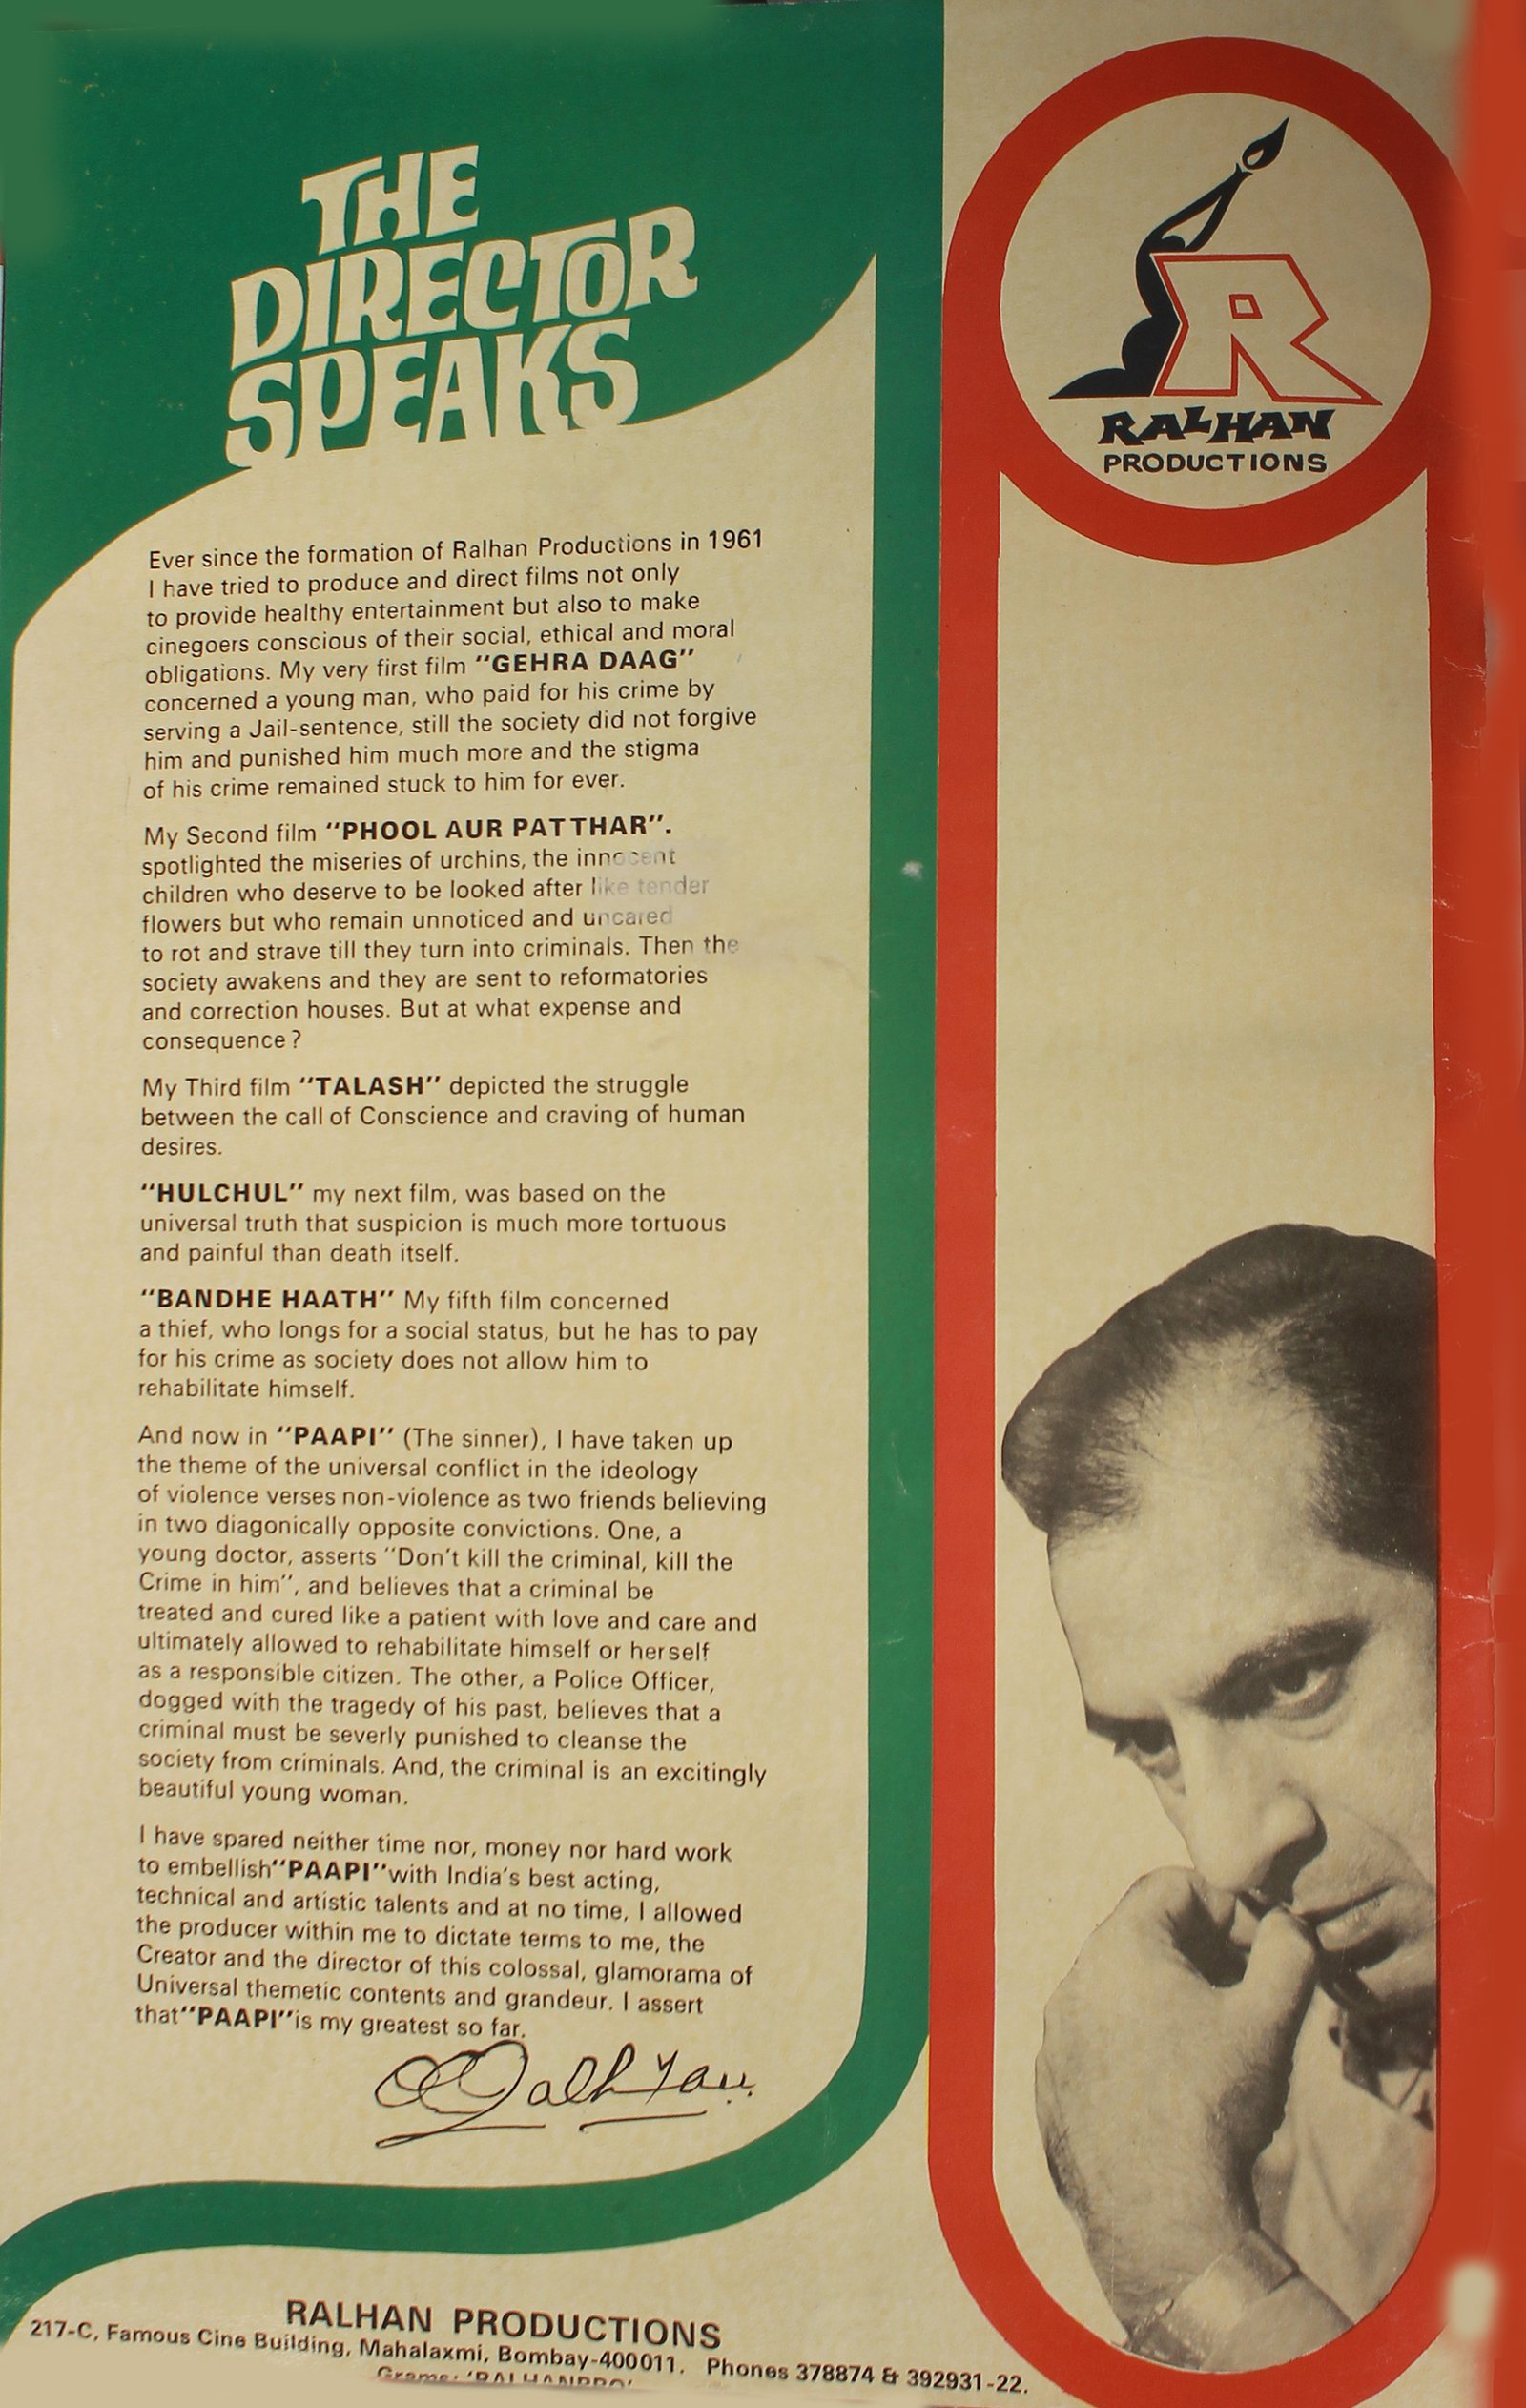 THE
DIRECTOR
SPEAKS
Ever since the formation of Ralhan Productions in 1961
I have tried to produce and direct films not only
to provide healthy entertainment but also to make
cinegoers conscious of their social, ethical and moral
obligations. My very first film "GEHRA DAAG"
concerned a young man, who paid for his crime by
serving a Jail-sentence, still the society did not forgive
him and punished him much more and the stigma
of his crime remained stuck to him for ever.
My Second film "PHOOL AUR PATTHAR".
spotlighted the miseries of urchins, the innocent
children who deserve to be looked after like tender
flowers but who remain unnoticed and uncared
to rot and strave till they turn into criminals. Then the
society awakens and they are sent to reformatories
and correction houses. But at what expense and
consequence?
My Third film "TALASH" depicted the struggle
between the call of Conscience and craving of human
desires.
"HULCHUL" my next film, was based on the
universal truth that suspicion is much more tortuous
and painful than death itself.
"BANDHE HAATH" My fifth film concerned
a thief, who longs for a social status, but he has to pay
for his crime as society does not allow him to
rehabilitate himself.
And now in "PAAPI" (The sinner), I have taken up
the theme of the universal conflict in the ideology
of violence verses non-violence as two friends believing
in two diagonically opposite convictions. One, a
young doctor, asserts "Don't kill the criminal, kill the
Crime in him", and believes that a criminal be
treated and cured like a patient with love and care and
ultimately allowed to rehabilitate himself or herself
as a responsible citizen. The other, a Police Officer,
dogged with the tragedy of his past, believes that a
criminal must be severly punished to cleanse the
society from criminals. And, the criminal is an excitingly
beautiful young woman.
I have spared neither time nor, money nor hard work
to embellish "PAAPI" with India's best acting,
technical and artistic talents and at no time, I allowed
the producer within me to dictate terms to me, the
Creator and the director of this colossal, glamorama of
Universal themetic contents and grandeur. I assert
that "PAAPI" is my greatest so far.
RALHAN PRODUCTIONS
217-C, Famous Cine Building, Mahalaxmi, Bombay-400011. Phones 378874 & 392931-22.
Grams: 'RALHANPRO'
R
RALHAN
PRODUCTIONS